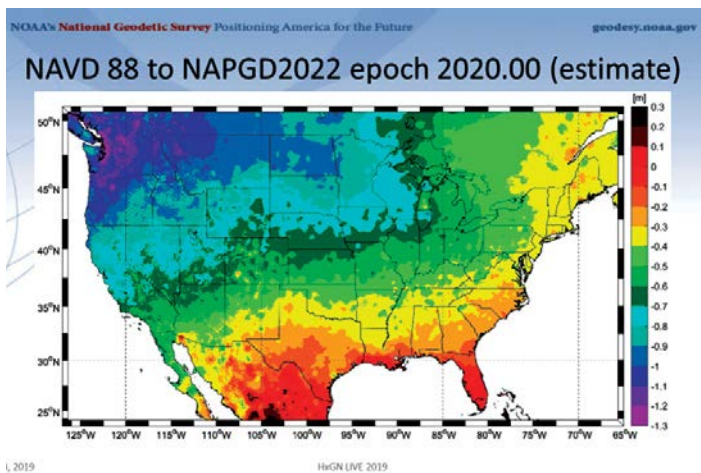 NOAA's National Geodetic Survey Positioning America for the Future
geodesy.noaa.gov
NAVD 88 to NAPGD2022 epoch 2020.00 (estimate)
[m]
50°N
45°N
40°N
35°N
30°N
25°N
0.3
0.2
0.1
0
-0.1
-0.2
-0.3
-0.4
-0.5
-0.6
-0.7
-0.8
-0.9
-1
-1.1
-1.2
-1.3
125°W 120°W 115°W 110°W 105°W 100°W 95°W 90°W 85°W 80°W 75°W 70°W 65°W
, 2019
HxGN LIVE 2019